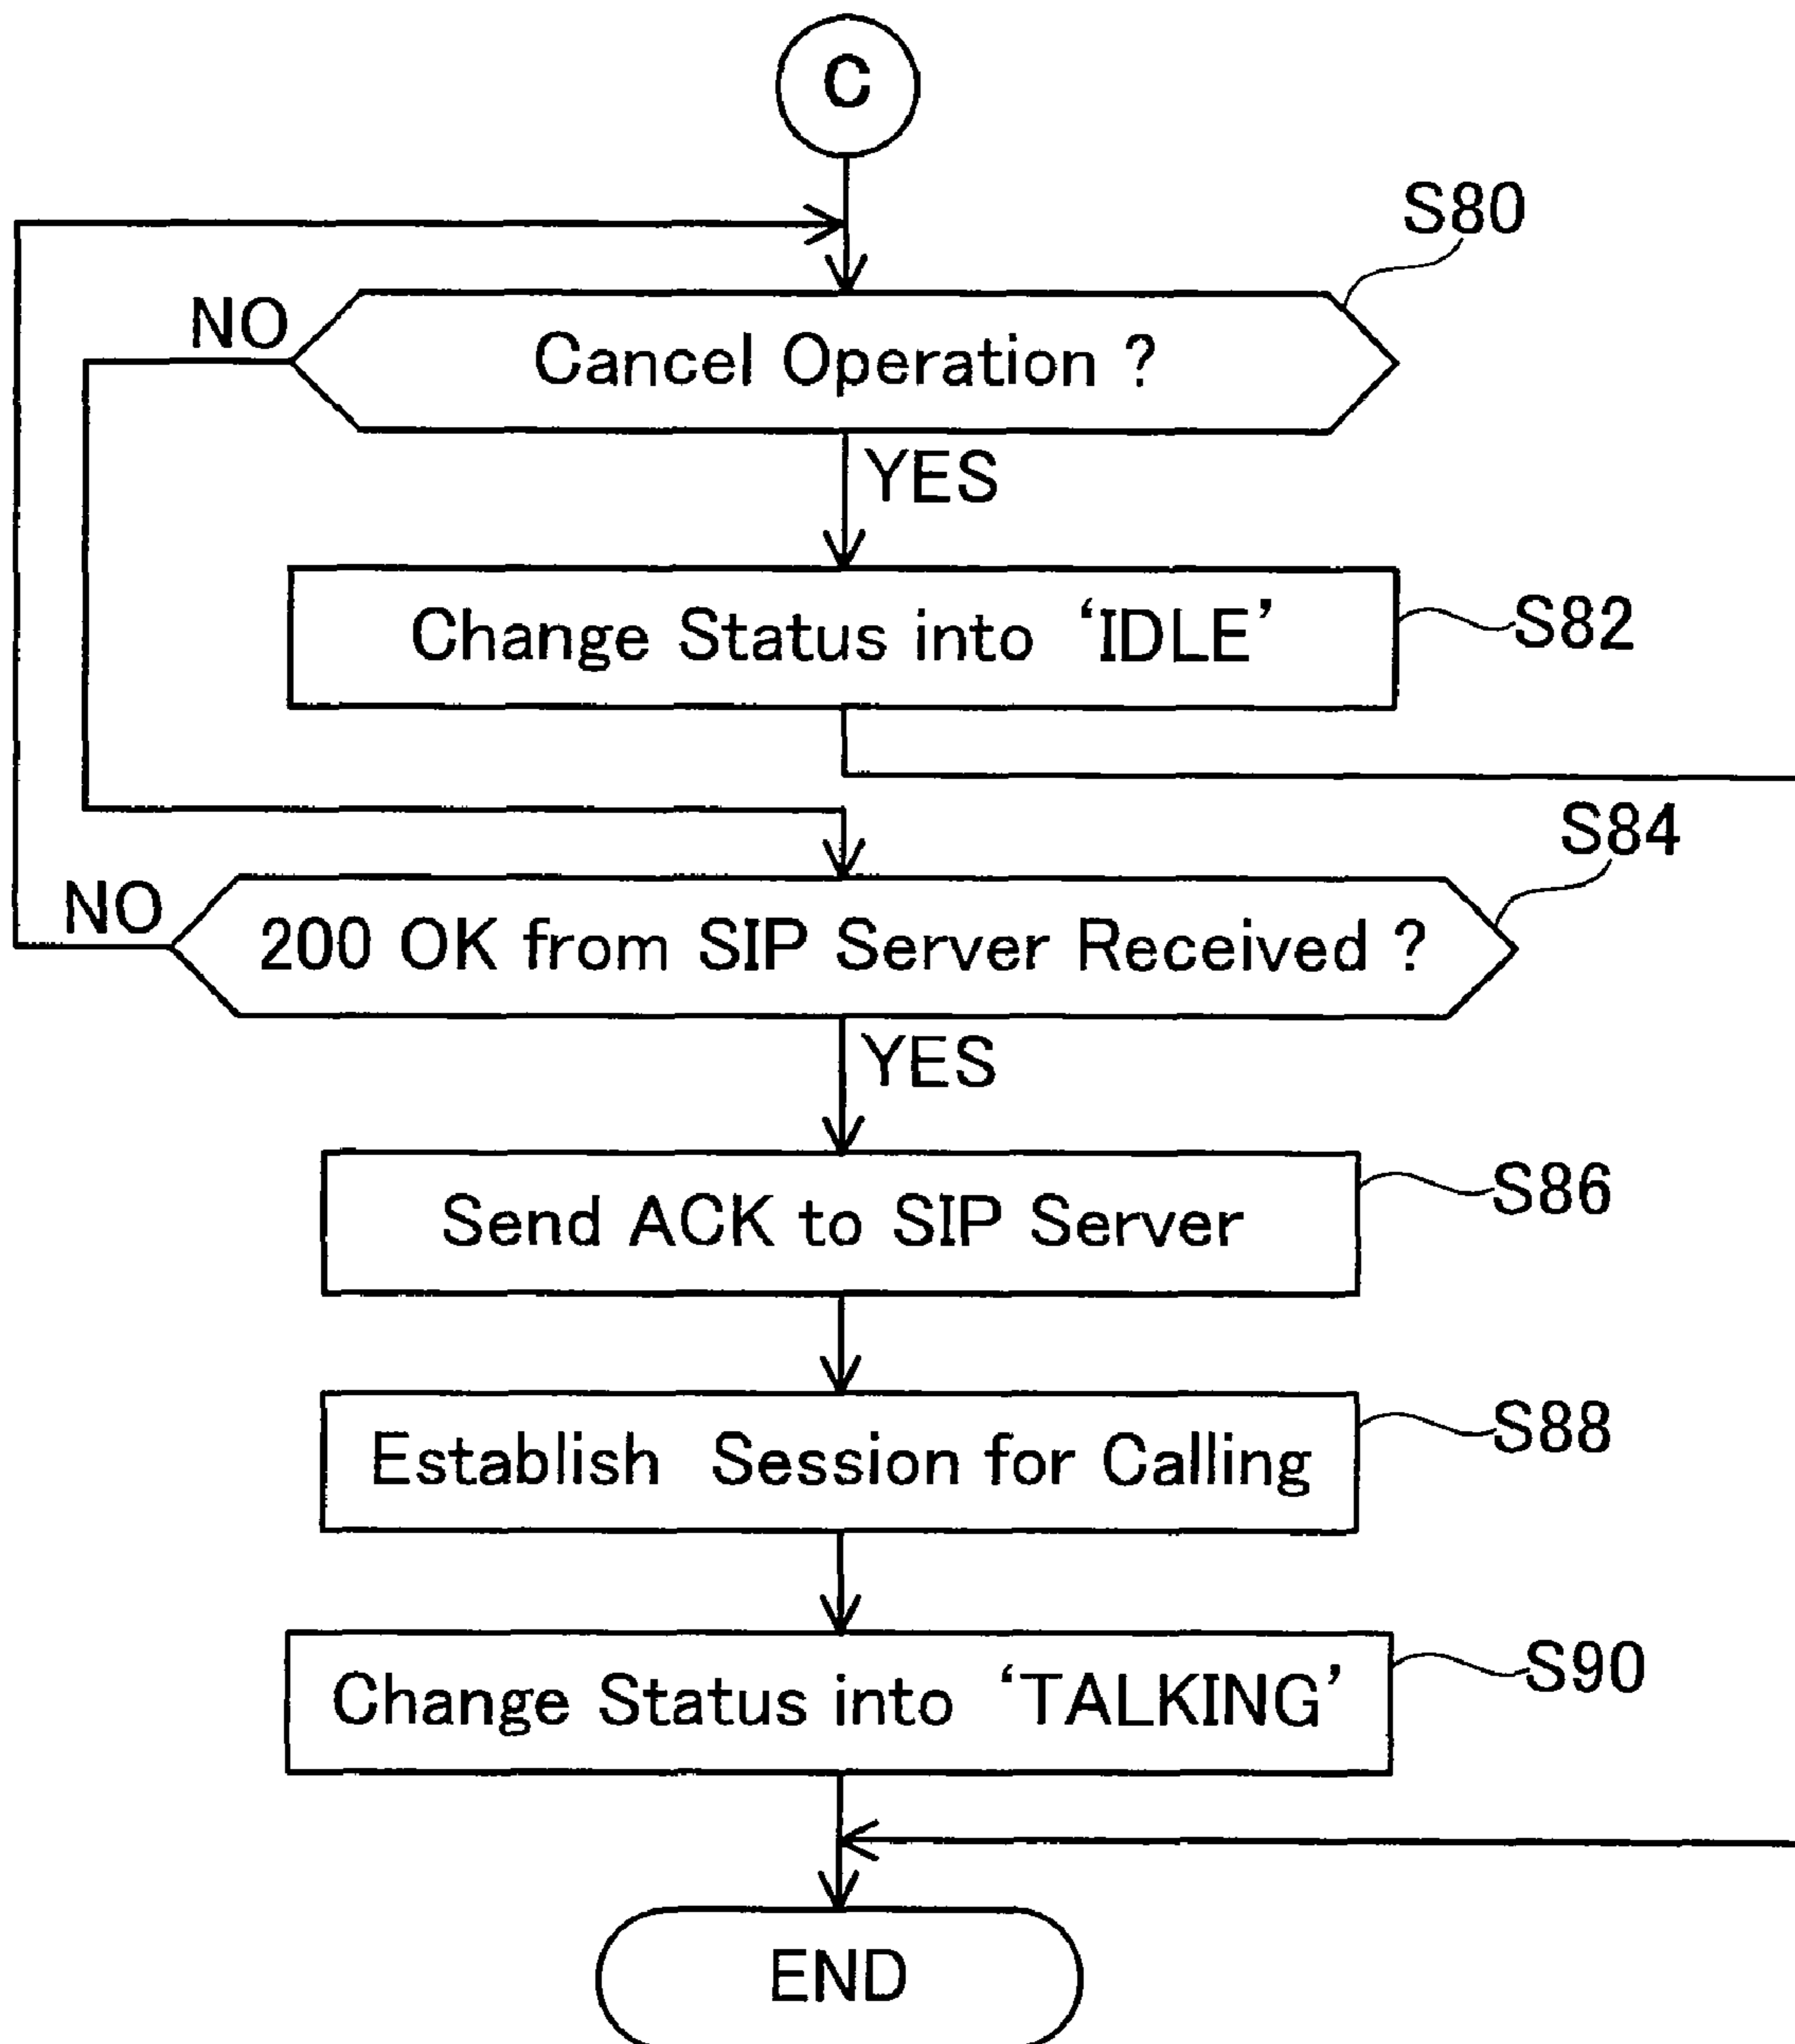 C
S80
NO
Cancel Operation ?
YES
Change Status into ‘IDLE’
S82
S84
NO
200 OK from SIP Server Received ?
YES
Send ACK to SIP Server
S86
Establish Session for Calling
S88
Change Status into ‘TALKING’
S90
END